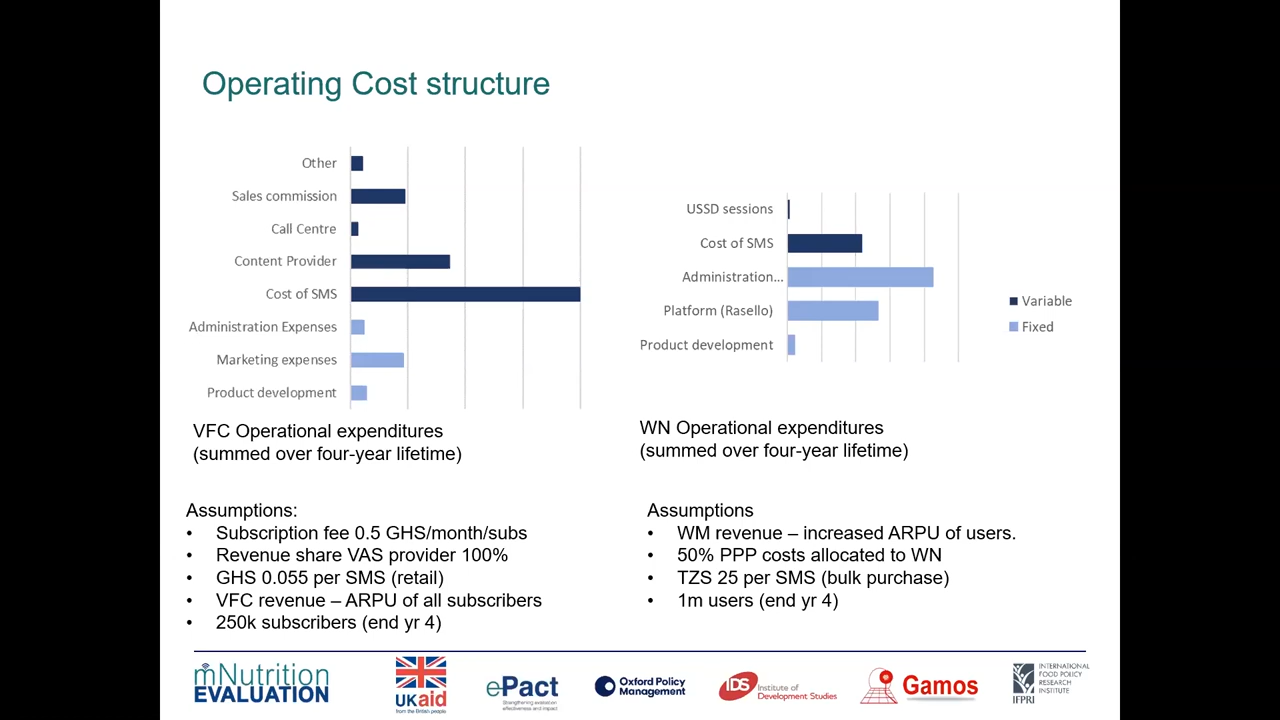 Operating Cost structure
Other
Sales commission
Call Centre
Content Provider
Cost of SMS
Administration Expenses
Marketing expenses
Product development
VFC Operational expenditures
(summed over four-year lifetime)
USSD sessions
Cost of SMS
Administration...
Platform (Rasello)
Product development
Variable
Fixed
WN Operational expenditures
(summed over four-year lifetime)
Assumptions:
• Subscription fee 0.5 GHS/month/subs
• Revenue share VAS provider 100%
• GHS 0.055 per SMS (retail)
• VFC revenue – ARPU of all subscribers
• 250k subscribers (end yr 4)
Assumptions
• WM revenue – increased ARPU of users.
• 50% PPP costs allocated to WN
• TZS 25 per SMS (bulk purchase)
• 1m users (end yr 4)
mNutrition
EVALUATION
UKaid
from the British people
ePact
Strengthening evaluation
effectiveness and impact
Oxford Policy
Management
IDS
Institute of
Development Studies
Gamos
IFPRI
INTERNATIONAL
FOOD POLICY
RESEARCH
INSTITUTE